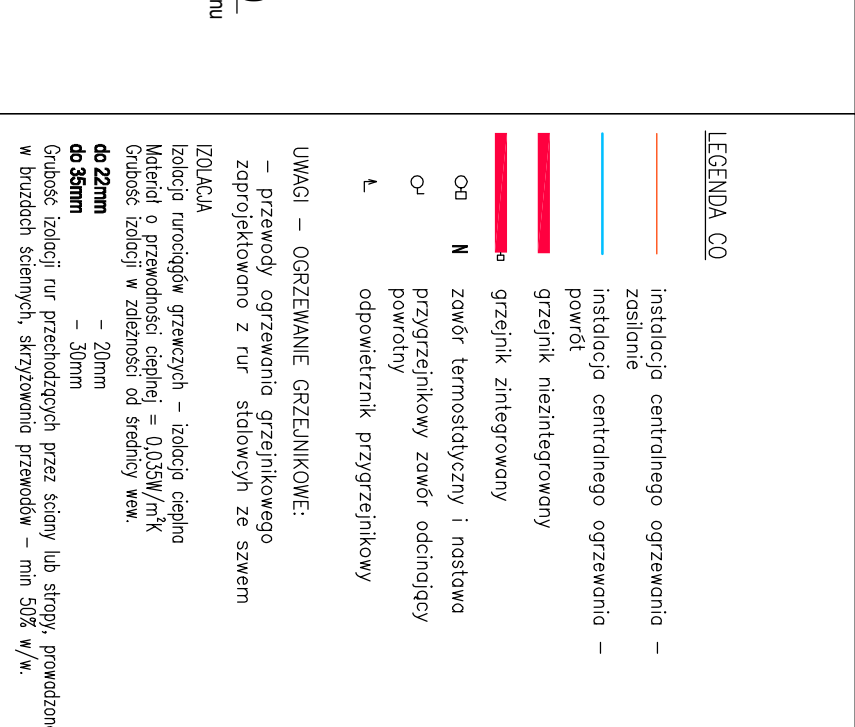 LEGENDA CO
instalacja centralnego ogrzewania –
zasilanie
instalacja centralnego ogrzewania –
powrót
grzejnik niezintegrowany
grzejnik zintegrowany
N zawór termostatyczny i nastawa
przygrzejnikowy zawór odcinający
powrotny
odpowietrznik przygrzejnikowy
UWAGI – OGRZEWANIE GRZEJNIKOWE:
– przewody ogrzewania grzejnikowego
zaprojektowano z rur stalowcyh ze szwem
IZOLACJA
Izolacja rurociągów grzewczych – izolacja cieplna
Materiał o przewodności cieplnej = 0,035W/m²K
Grubość izolacji w zależności od średnicy wew.
do 22mm – 20mm
do 35mm – 30mm
Grubość izolacji rur przechodzących przez ściany lub stropy, prowadzone
w bruzdach ściennych, skrzyżowania przewodów – min 50% w/w.